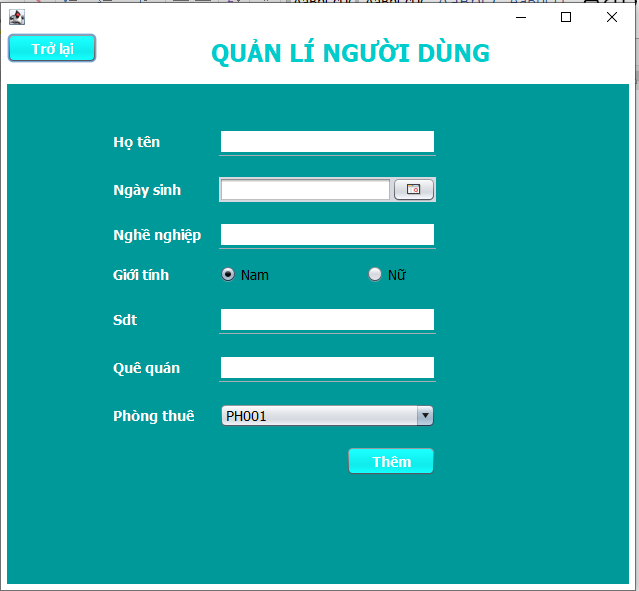 Trở lại
QUẢN LÍ NGƯỜI DÙNG
Họ tên
Ngày sinh
Nghề nghiệp
Giới tính Nam Nữ
Sdt
Quê quán
Phòng thuê PH001
Thêm